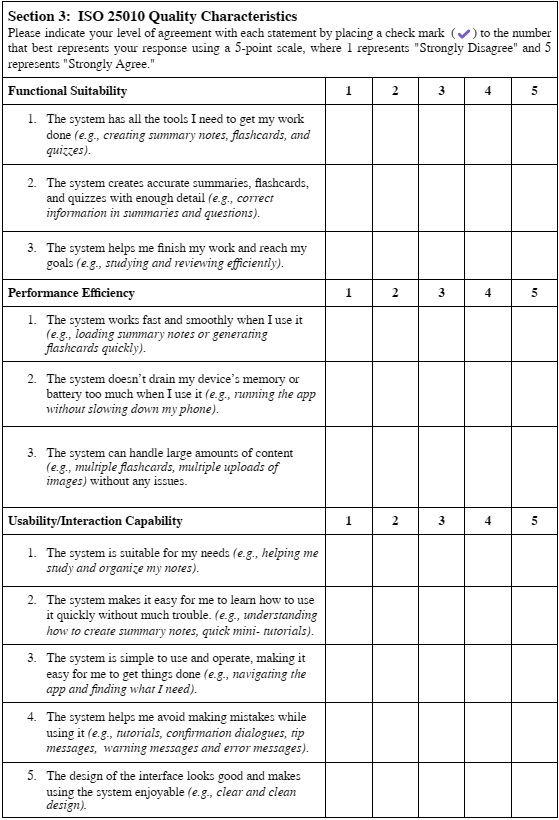 Section 3: ISO 25010 Quality Characteristics
Please indicate your level of agreement with each statement by placing a check mark (✔) to the number
that best represents your response using a 5-point scale, where 1 represents "Strongly Disagree" and 5
represents "Strongly Agree."
Functional Suitability 1 2 3 4 5
1. The system has all the tools I need to get my work
done (e.g., creating summary notes, flashcards, and
quizzes).
2. The system creates accurate summaries, flashcards,
and quizzes with enough detail (e.g., correct
information in summaries and questions).
3. The system helps me finish my work and reach my
goals (e.g., studying and reviewing efficiently).
Performance Efficiency 1 2 3 4 5
1. The system works fast and smoothly when I use it
(e.g., loading summary notes or generating
flashcards quickly).
2. The system doesn’t drain my device’s memory or
battery too much when I use it (e.g., running the app
without slowing down my phone).
3. The system can handle large amounts of content
(e.g., multiple flashcards, multiple uploads of
images) without any issues.
Usability/Interaction Capability 1 2 3 4 5
1. The system is suitable for my needs (e.g., helping me
study and organize my notes).
2. The system makes it easy for me to learn how to use
it quickly without much trouble. (e.g., understanding
how to create summary notes, quick mini- tutorials).
3. The system is simple to use and operate, making it
easy for me to get things done (e.g., navigating the
app and finding what I need).
4. The system helps me avoid making mistakes while
using it (e.g., tutorials, confirmation dialogues, tip
messages, warning messages and error messages).
5. The design of the interface looks good and makes
using the system enjoyable (e.g., clear and clean
design).